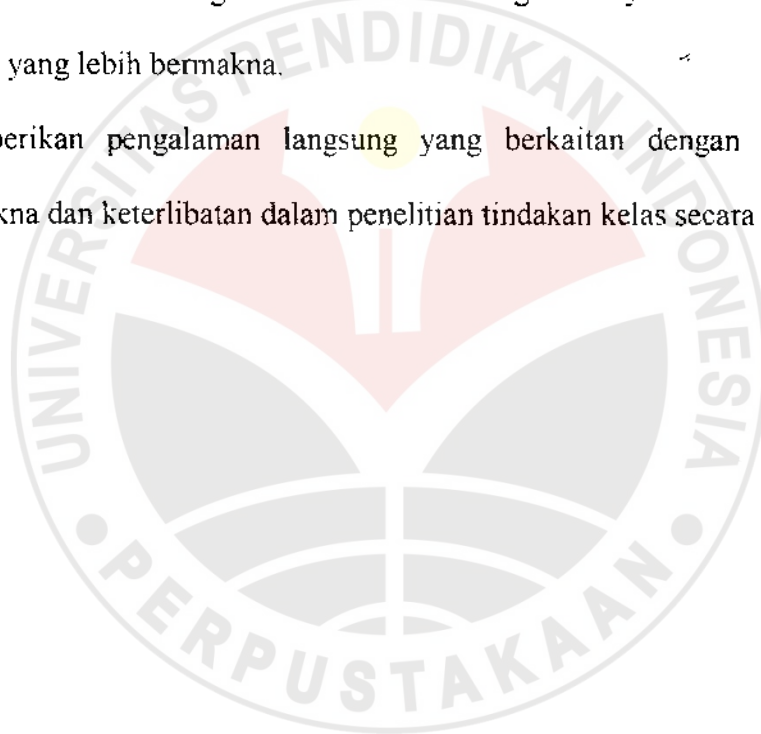 yang lebih bermakna.
berikan pengalaman langsung yang berkaitan dengan
dan keterlibatan dalam penelitian tindakan kelas secara
UNIVERSITAS PENDIDIKAN INDONESIA
PERPUSTAKAAN